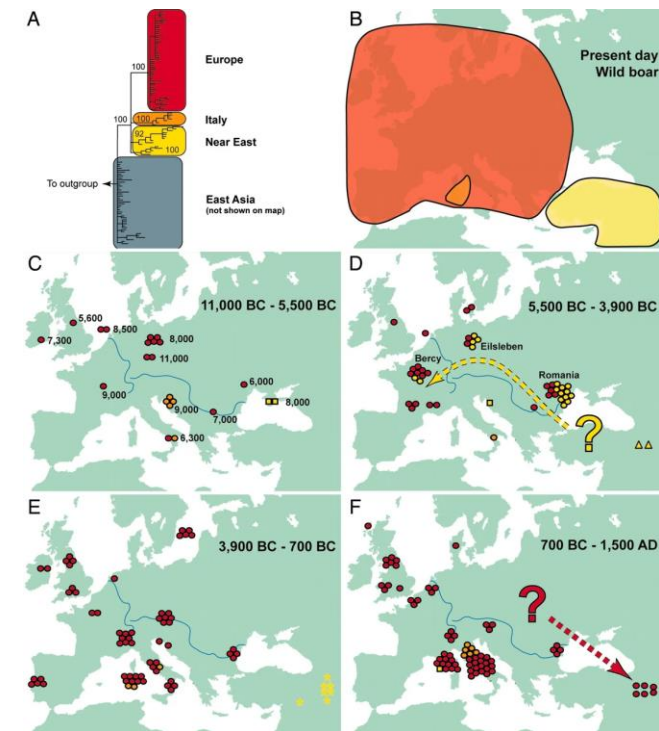 A
100
100
100
92
100
To outgroup
Europe
Italy
Near East
East Asia
(not shown on map)
B
Present day
Wild boar
C
11,000 BC - 5,500 BC
5,600
7,300
8,500
8,000
11,000
9,000
9,000
7,000
6,000
8,000
6,300
D
5,500 BC - 3,900 BC
Eilsleben
Bercy
Romania
?
E
3,900 BC - 700 BC
F
700 BC - 1,500 AD
?